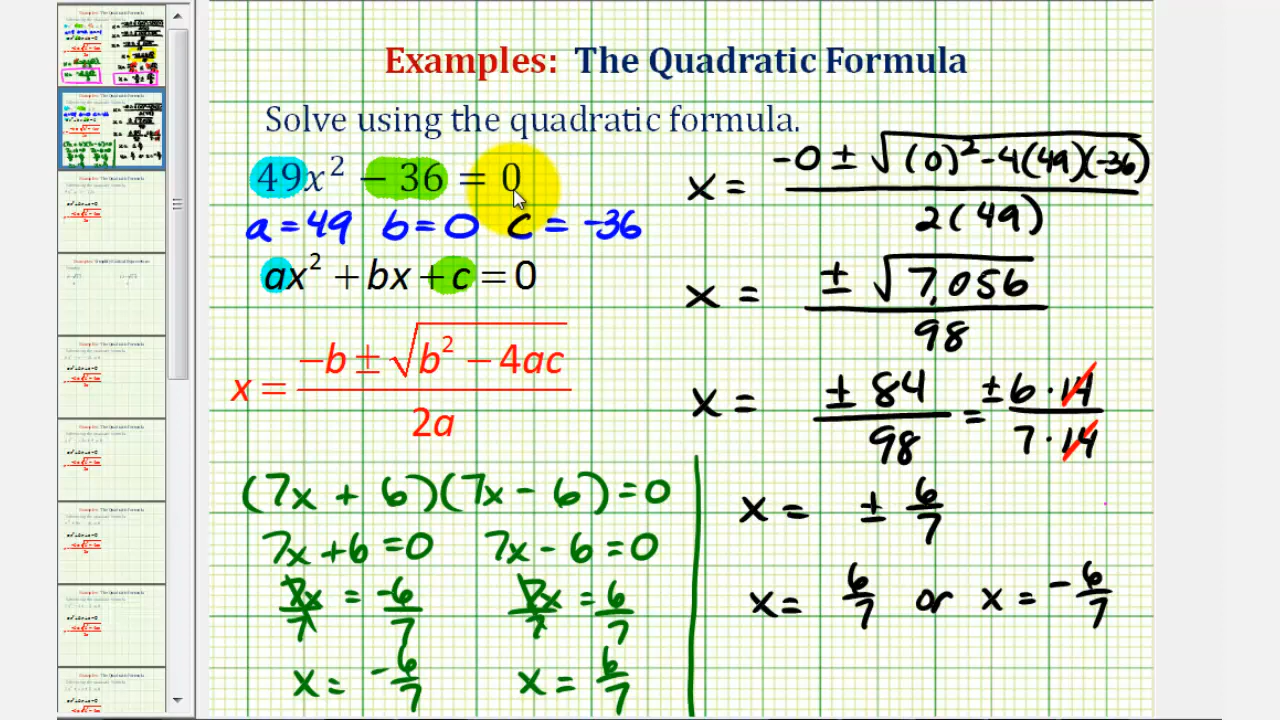 Examples: The Quadratic Formula
Solve using the quadratic formula.
49x² − 36 = 0
a = 49 b = 0 c = -36
ax² + bx + c = 0
x = (−b ± √(b² − 4ac)) / 2a
(7x + 6)(7x - 6) = 0
7x + 6 = 0 7x - 6 = 0
7x/7 = -6/7 7x/7 = 6/7
x = -6/7 x = 6/7
x = (-0 ± √((0)² - 4(49)(-36))) / 2(49)
x = ± √7,056 / 98
x = ± 84 / 98 = ± 6 · 14 / 7 · 14
x = ± 6/7
x = 6/7 or x = - 6/7